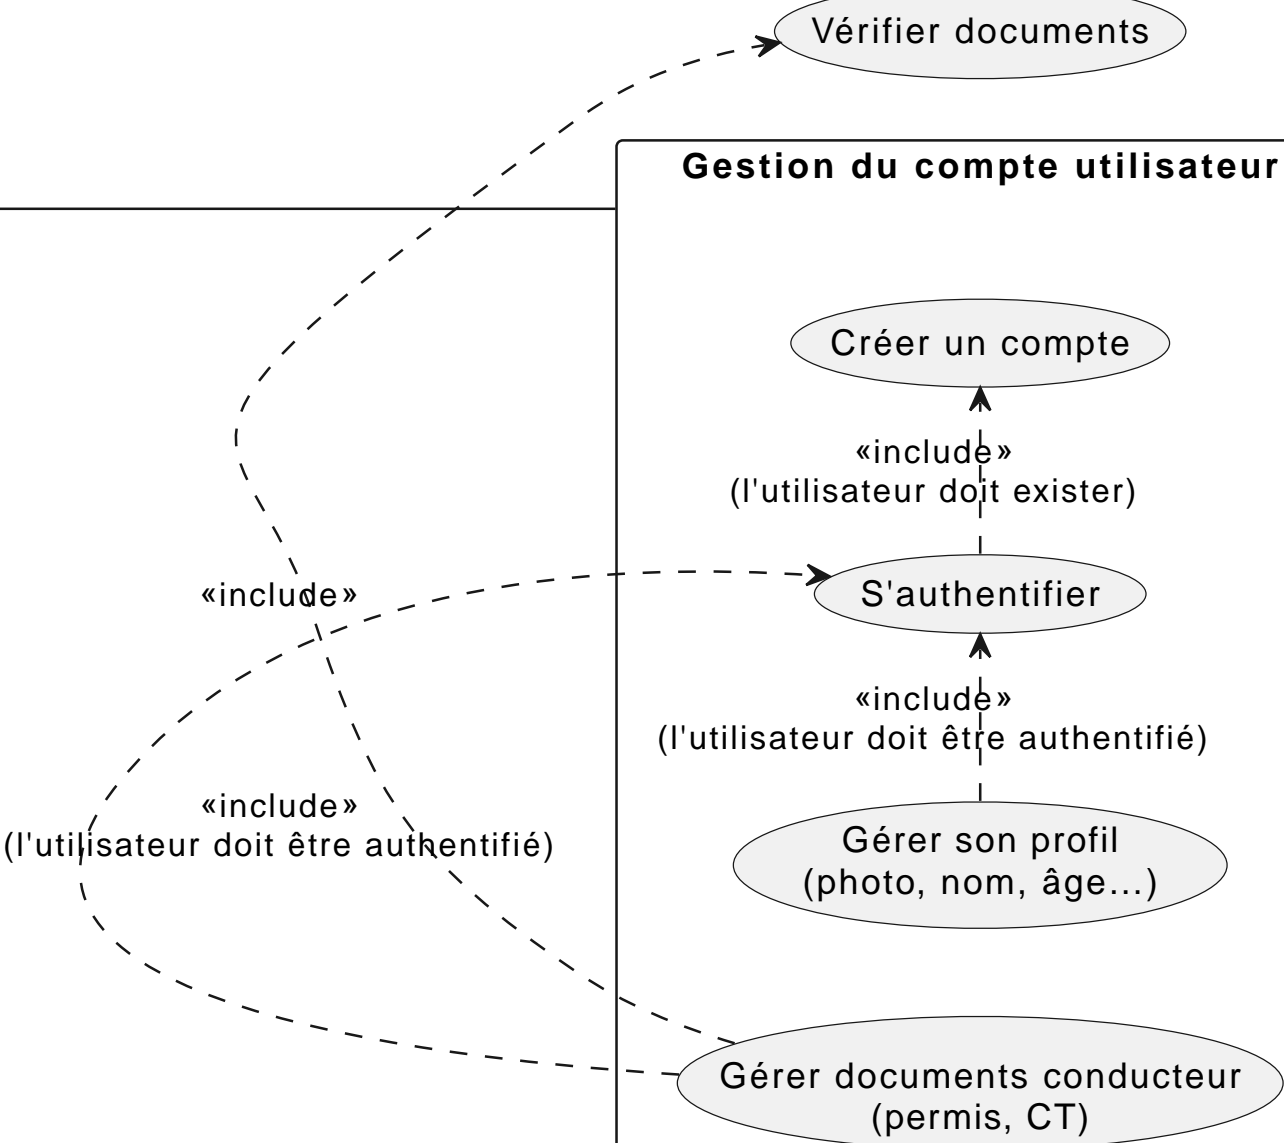 Vérifier documents
Gestion du compte utilisateur
Créer un compte
«include»
(l'utilisateur doit exister)
S'authentifier
«include»
«include»
(l'utilisateur doit être authentifié)
«include»
(l'utilisateur doit être authentifié)
Gérer son profil
(photo, nom, âge...)
Gérer documents conducteur
(permis, CT)